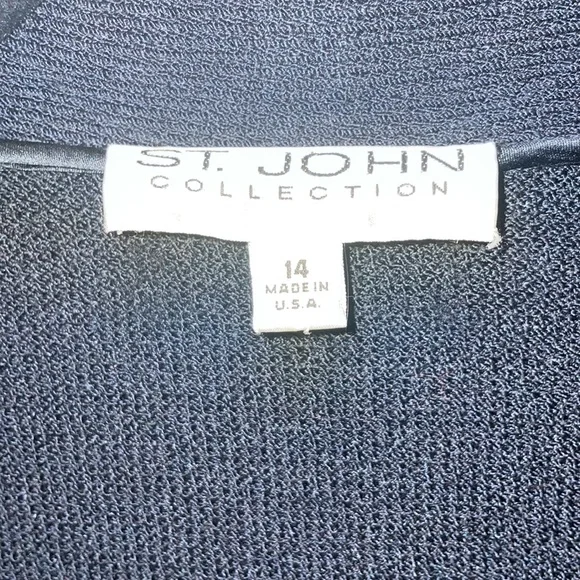 ST. JOHN
COLLECTION
14
MADE IN
U.S.A.